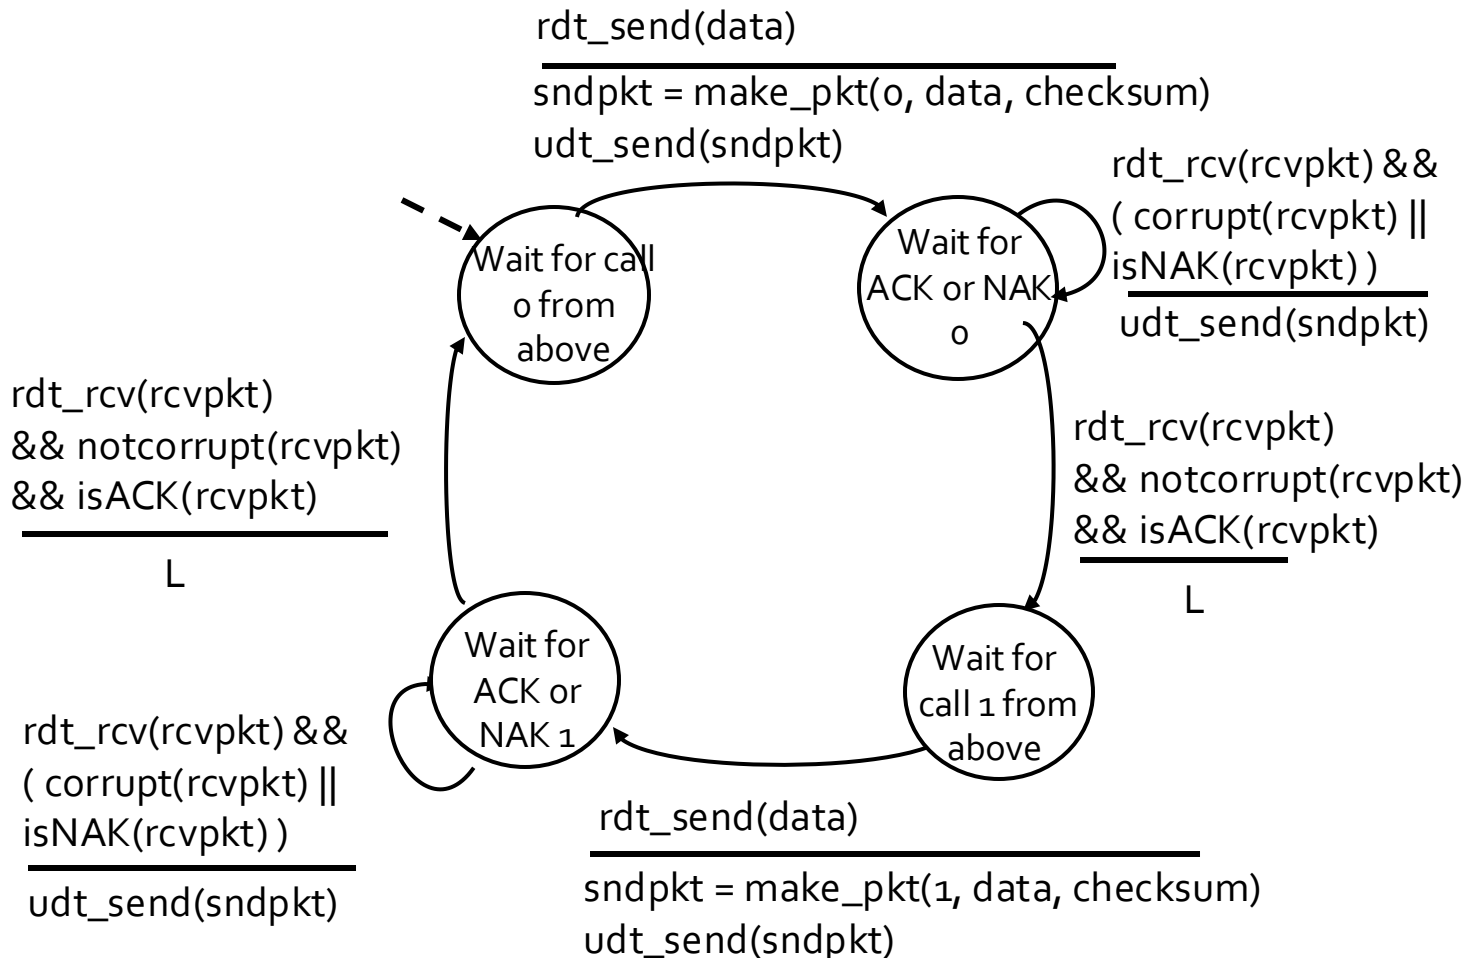 rdt_send(data)
sndpkt = make_pkt(0, data, checksum)
udt_send(sndpkt)
rdt_rcv(rcvpkt) &&
( corrupt(rcvpkt) ||
isNAK(rcvpkt) )
udt_send(sndpkt)
Wait for call
0 from
above
Wait for
ACK or NAK
0
rdt_rcv(rcvpkt)
&& notcorrupt(rcvpkt)
&& isACK(rcvpkt)
L
rdt_rcv(rcvpkt)
&& notcorrupt(rcvpkt)
&& isACK(rcvpkt)
L
Wait for
ACK or
NAK 1
Wait for
call 1 from
above
rdt_rcv(rcvpkt) &&
( corrupt(rcvpkt) ||
isNAK(rcvpkt) )
udt_send(sndpkt)
rdt_send(data)
sndpkt = make_pkt(1, data, checksum)
udt_send(sndpkt)